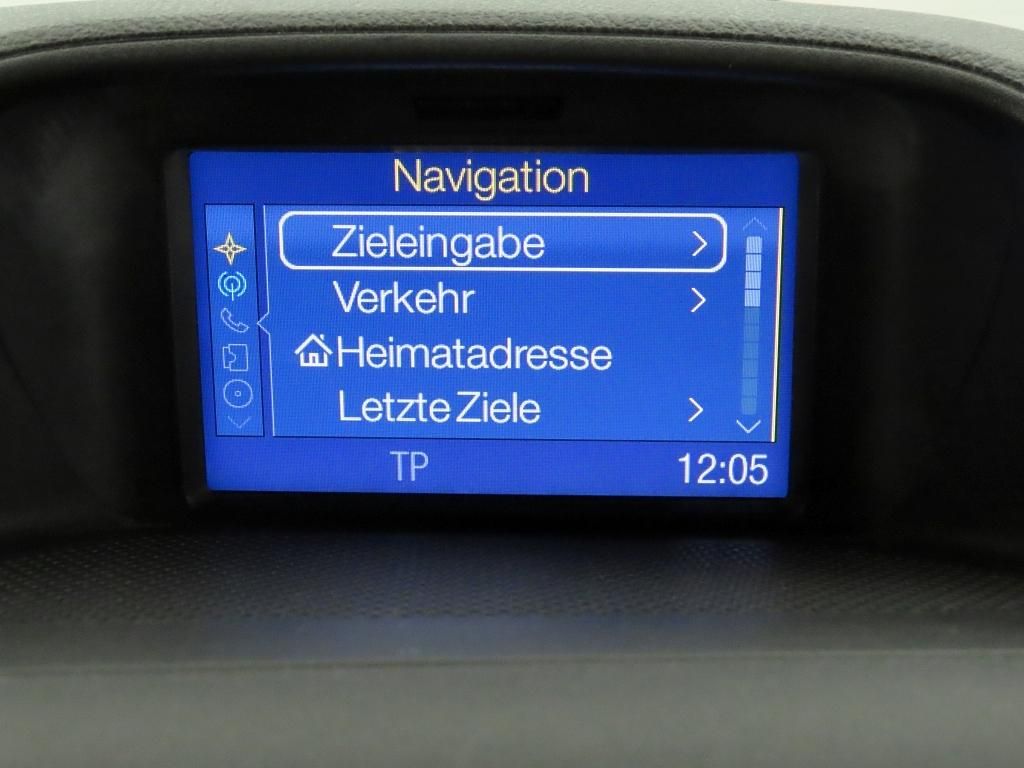 Navigation
Zieleingabe
Verkehr
Heimatadresse
Letzte Ziele
TP 12:05